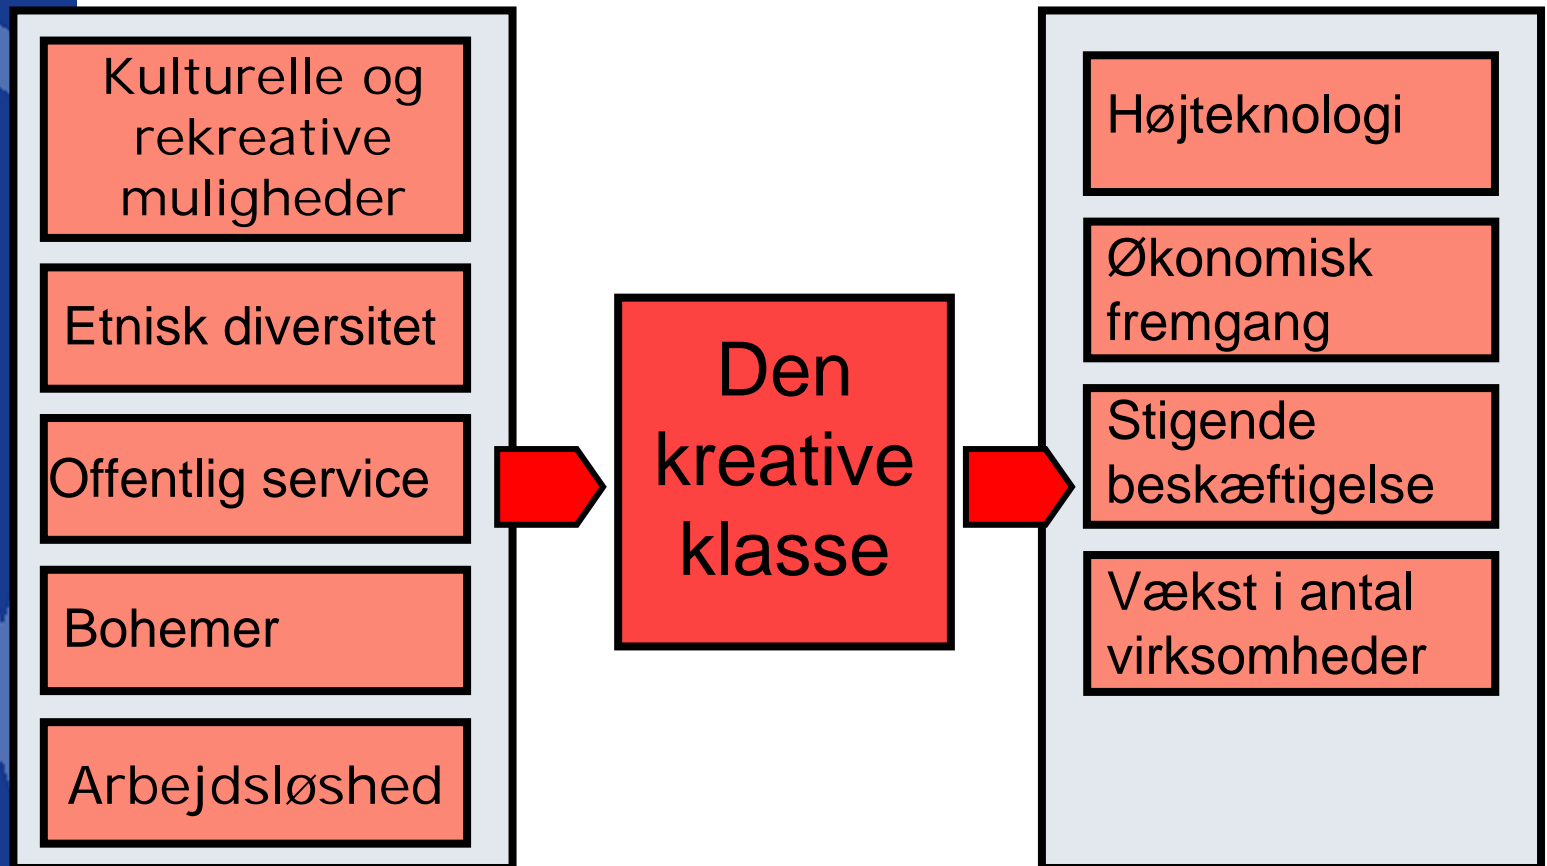 Kulturelle og
rekreative
muligheder
Etnisk diversitet
Offentlig service
Bohemer
Arbejdsløshed
Den
kreative
klasse
Højteknologi
Økonomisk
fremgang
Stigende
beskæftigelse
Vækst i antal
virksomheder